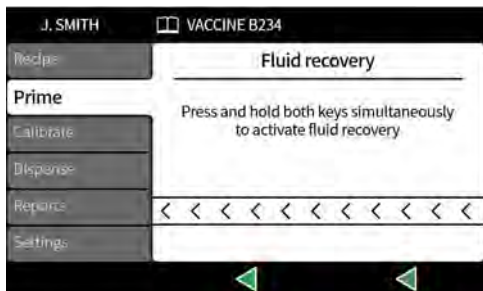 J. SMITH
VACCINE B234
Recipe
Fluid recovery
Prime
Press and hold both keys simultaneously
to activate fluid recovery
Calibrate
Dispense
Reports
Settings
< < < < < < < < < < <